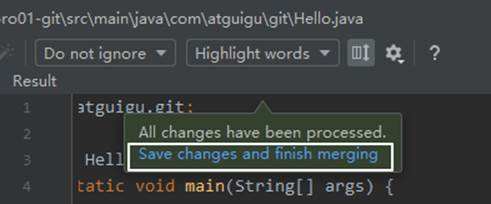 ro01-git\src\main\java\com\atguigu\git\Hello.java
Do not ignore Highlight words ?
Result
1 atguigu.git;
All changes have been processed.
2
Save changes and finish merging
3 Hell
4 tatic void main(String[] args) {